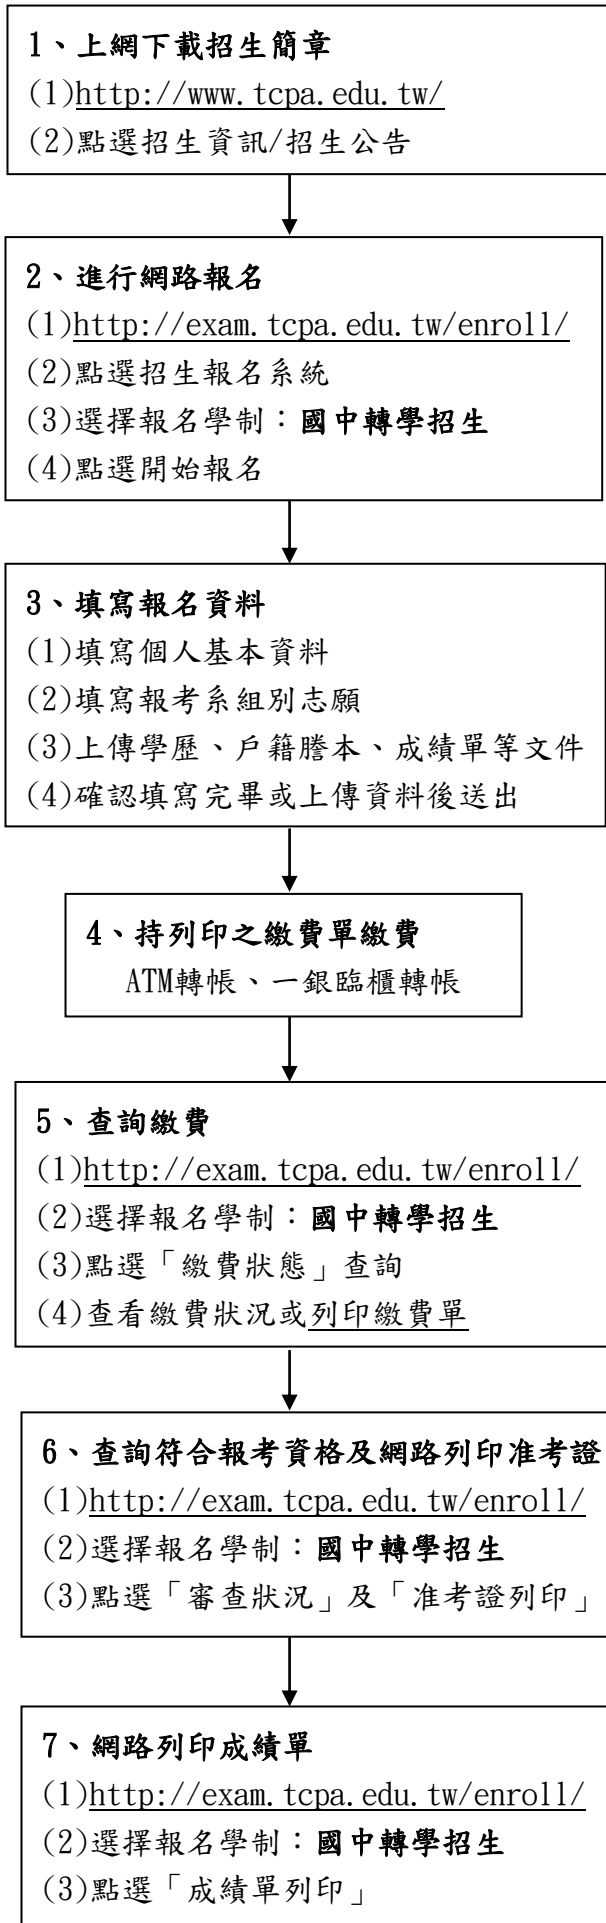 1、上網下載招生簡章
(1)http://www.tcpa.edu.tw/
(2)點選招生資訊/招生公告
2、進行網路報名
(1)http://exam.tcpa.edu.tw/enroll/
(2)點選招生報名系統
(3)選擇報名學制：國中轉學招生
(4)點選開始報名
3、填寫報名資料
(1)填寫個人基本資料
(2)填寫報考系組別志願
(3)上傳學歷、戶籍謄本、成績單等文件
(4)確認填寫完畢或上傳資料後送出
4、持列印之繳費單繳費
ATM轉帳、一銀臨櫃轉帳
5、查詢繳費
(1)http://exam.tcpa.edu.tw/enroll/
(2)選擇報名學制：國中轉學招生
(3)點選「繳費狀態」查詢
(4)查看繳費狀況或列印繳費單
6、查詢符合報考資格及網路列印准考證
(1)http://exam.tcpa.edu.tw/enroll/
(2)選擇報名學制：國中轉學招生
(3)點選「審查狀況」及「准考證列印」
7、網路列印成績單
(1)http://exam.tcpa.edu.tw/enroll/
(2)選擇報名學制：國中轉學招生
(3)點選「成績單列印」